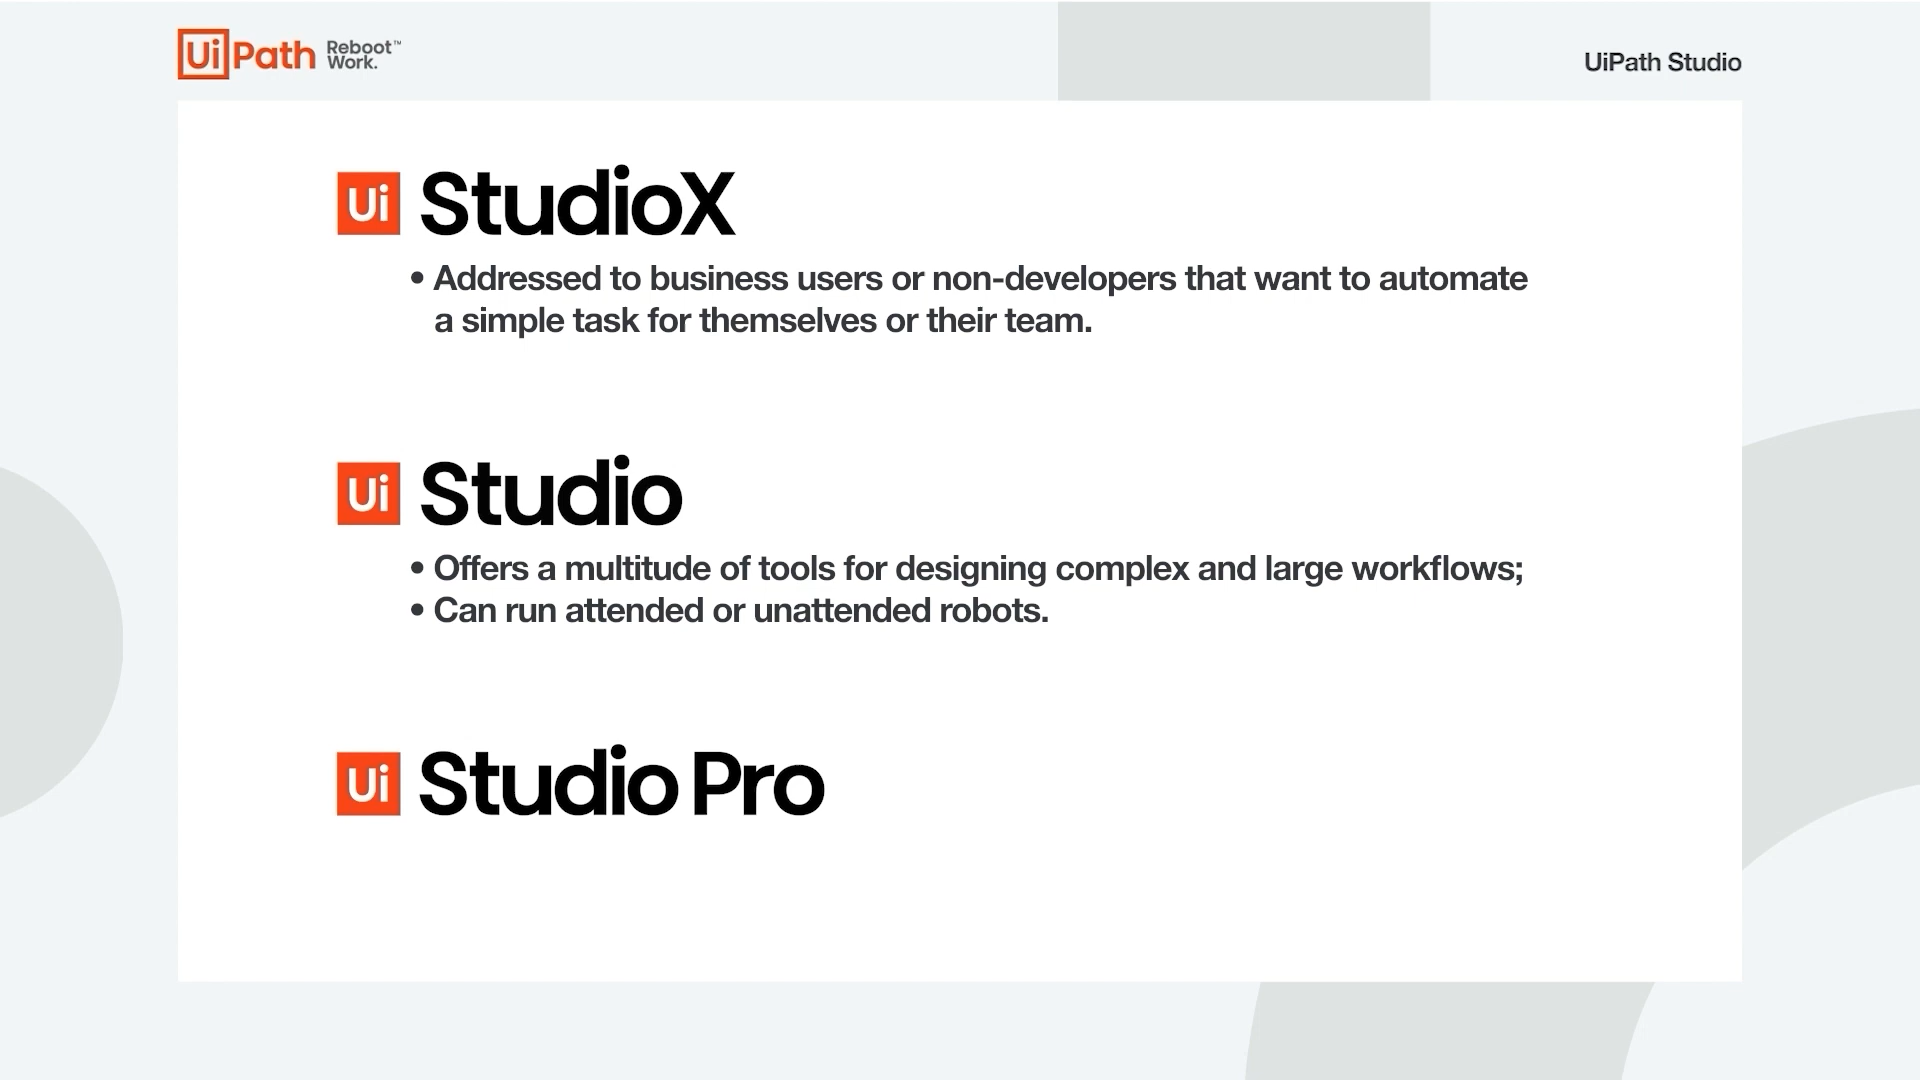 UiPath Reboot™
Work.
UiPath Studio
Ui StudioX
• Addressed to business users or non-developers that want to automate
a simple task for themselves or their team.
Ui Studio
• Offers a multitude of tools for designing complex and large workflows;
• Can run attended or unattended robots.
Ui Studio Pro